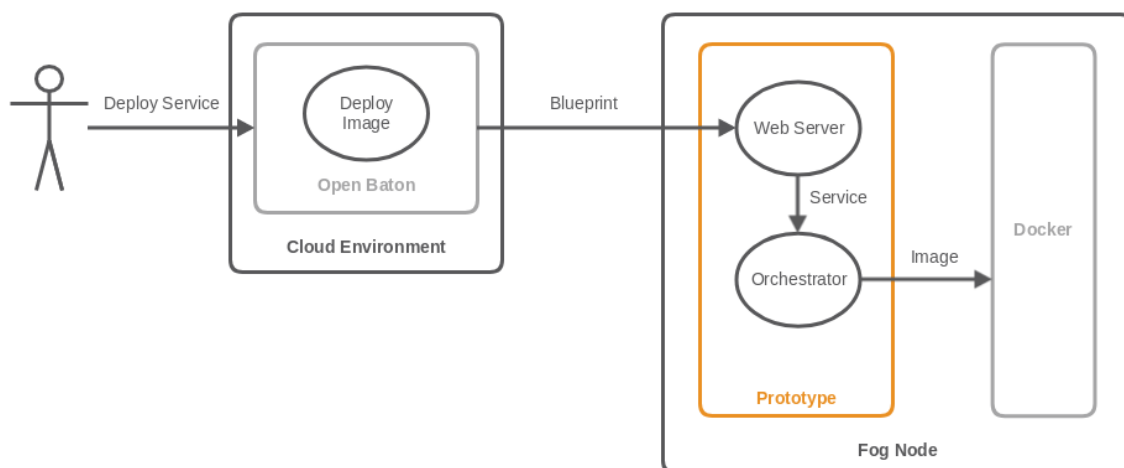 Deploy Service
Deploy
Image
Open Baton
Cloud Environment
Blueprint
Web Server
Service
Orchestrator
Image
Docker
Prototype
Fog Node